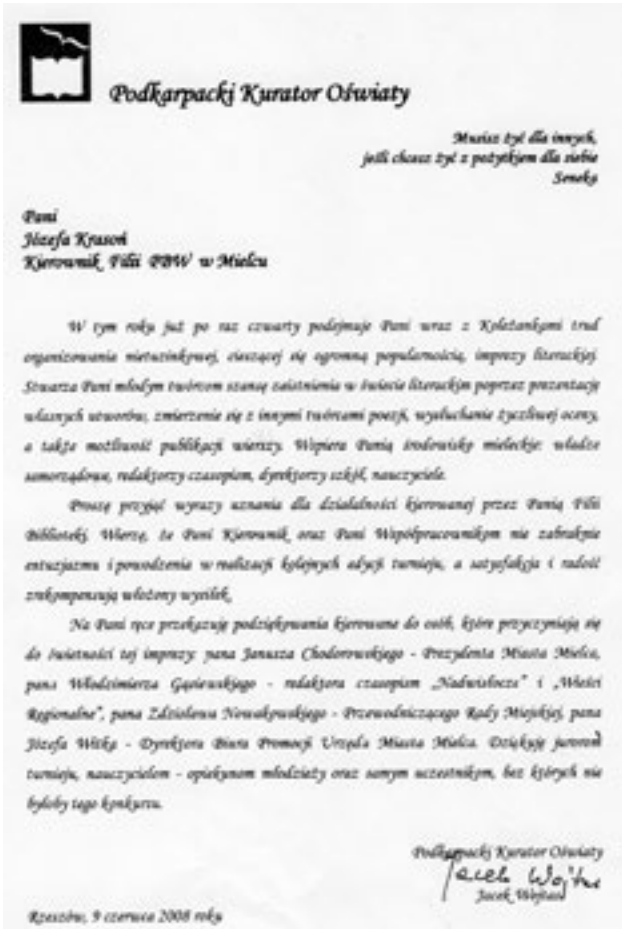 Podkarpacki Kurator Oświaty
Musisz żyć dla innych,
jeśli chcesz żyć z pożytkiem dla siebie
Seneka
Pani
Józefa Krasoń
Kierownik Filii PBW w Mielcu
W tym roku już po raz czwarty podejmuje Pani wraz z Koleżankami trud
organizowania nietuzinkowej, cieszącej się ogromną popularnością, imprezy literackiej.
Stwarza Pani młodym twórcom szansę zaistnienia w świecie literackim poprzez prezentację
własnych utworów, zmierzenie się z innymi twórcami poezji, wysłuchanie życzliwej oceny,
a także możliwość publikacji wierszy. Wspiera Panią środowisko mieleckie: władze
samorządowe, redaktorzy czasopism, dyrektorzy szkół, nauczyciele.
Proszę przyjąć wyrazy uznania dla działalności kierowanej przez Panią Filii
Biblioteki. Wierzę, że Pani Kierownik oraz Pani Współpracownikom nie zabraknie
entuzjazmu i powodzenia w realizacji kolejnych edycji turnieju, a satysfakcja i radość
zrekompensują włożony wysiłek.
Na Pani ręce przekazuję podziękowania kierowane do osób, które przyczyniają się
do świetności tej imprezy: pana Janusza Chodorowskiego - Prezydenta Miasta Mielca,
pana Włodzimierza Gąsiewskiego - redaktora czasopism „Nadwisłocze" i „Wieści
Regionalne", pana Zdzisława Nowakowskiego - Przewodniczącego Rady Miejskiej, pana
Józefa Witka - Dyrektora Biura Promocji Urzędu Miasta Mielca. Dziękuję jurorom
turnieju, nauczycielom - opiekunom młodzieży oraz samym uczestnikom, bez których nie
byłoby tego konkursu.
Podkarpacki Kurator Oświaty
Jacek Wojtas
Jacek Wojtas
Rzeszów, 9 czerwca 2008 roku